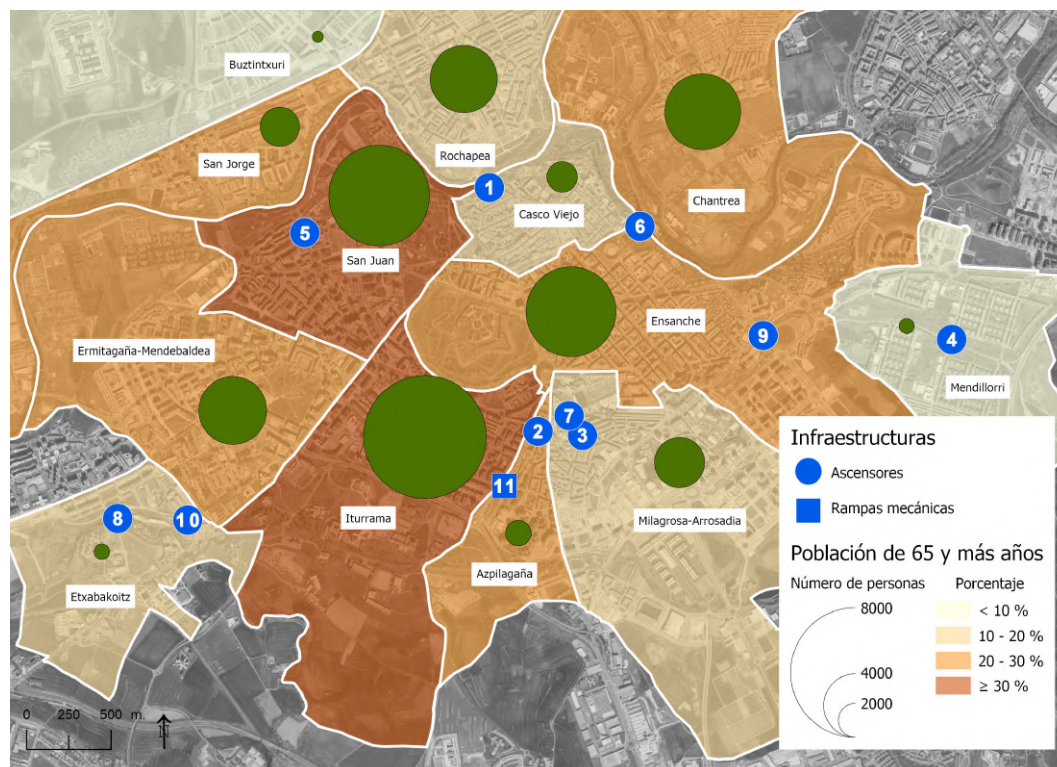 Buztintxuri
San Jorge
Rochapea
1
Casco Viejo
Chantrea
5
San Juan
6
Ensanche
9
4
Mendillorri
Ermitagaña-Mendebaldea
7
2
3
11
Iturrama
Milagrosa-Arrosadia
8
10
Azpilagaña
Etxabakoitz
0 250 500 m.
N
Infraestructuras
Ascensores
Rampas mecánicas
Población de 65 y más años
Número de personas
Porcentaje
8000
4000
2000
< 10 %
10 - 20 %
20 - 30 %
≥ 30 %